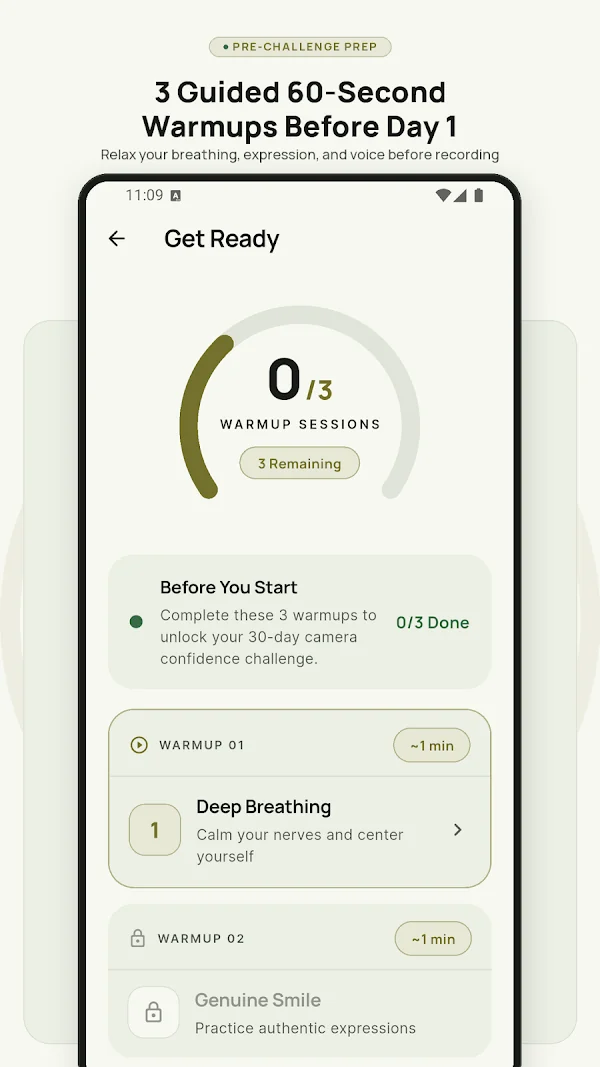 PRE-CHALLENGE PREP
3 Guided 60-Second
Warmups Before Day 1
Relax your breathing, expression, and voice before recording
11:09 A
Get Ready
0/3
WARMUP SESSIONS
3 Remaining
Before You Start
Complete these 3 warmups to
unlock your 30-day camera
confidence challenge.
0/3 Done
WARMUP 01
~1 min
1
Deep Breathing
Calm your nerves and center
yourself
WARMUP 02
~1 min
Genuine Smile
Practice authentic expressions